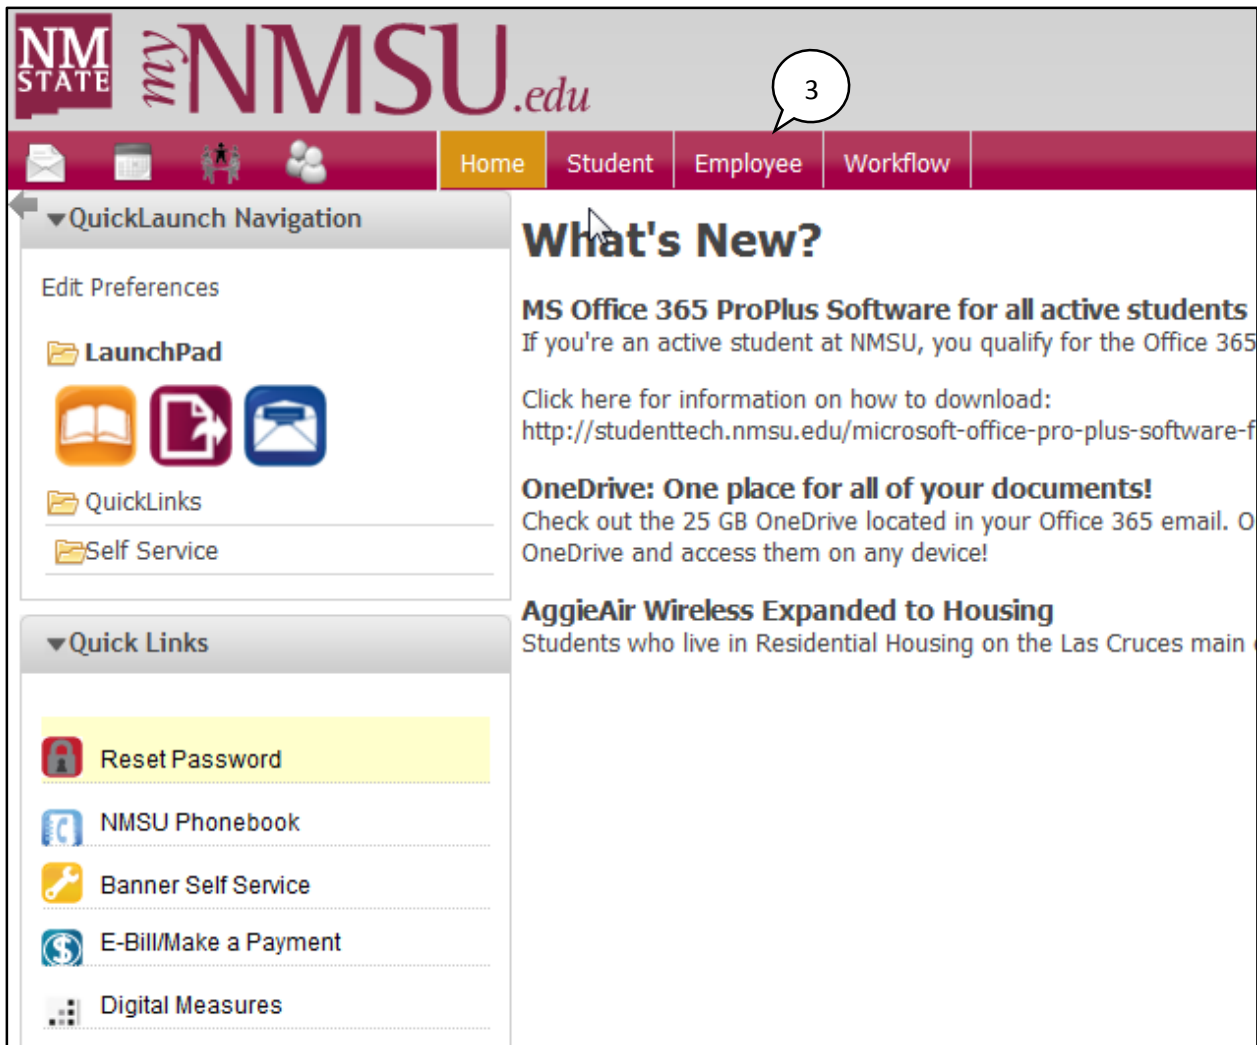 NM
STATE
myNMSU.edu
3
Home Student Employee Workflow
QuickLaunch Navigation
Edit Preferences
LaunchPad
QuickLinks
Self Service
Quick Links
Reset Password
NMSU Phonebook
Banner Self Service
E-Bill/Make a Payment
Digital Measures
What's New?
MS Office 365 ProPlus Software for all active students
If you're an active student at NMSU, you qualify for the Office 365
Click here for information on how to download:
http://studenttech.nmsu.edu/microsoft-office-pro-plus-software-f
OneDrive: One place for all of your documents!
Check out the 25 GB OneDrive located in your Office 365 email. O
OneDrive and access them on any device!
AggieAir Wireless Expanded to Housing
Students who live in Residential Housing on the Las Cruces main